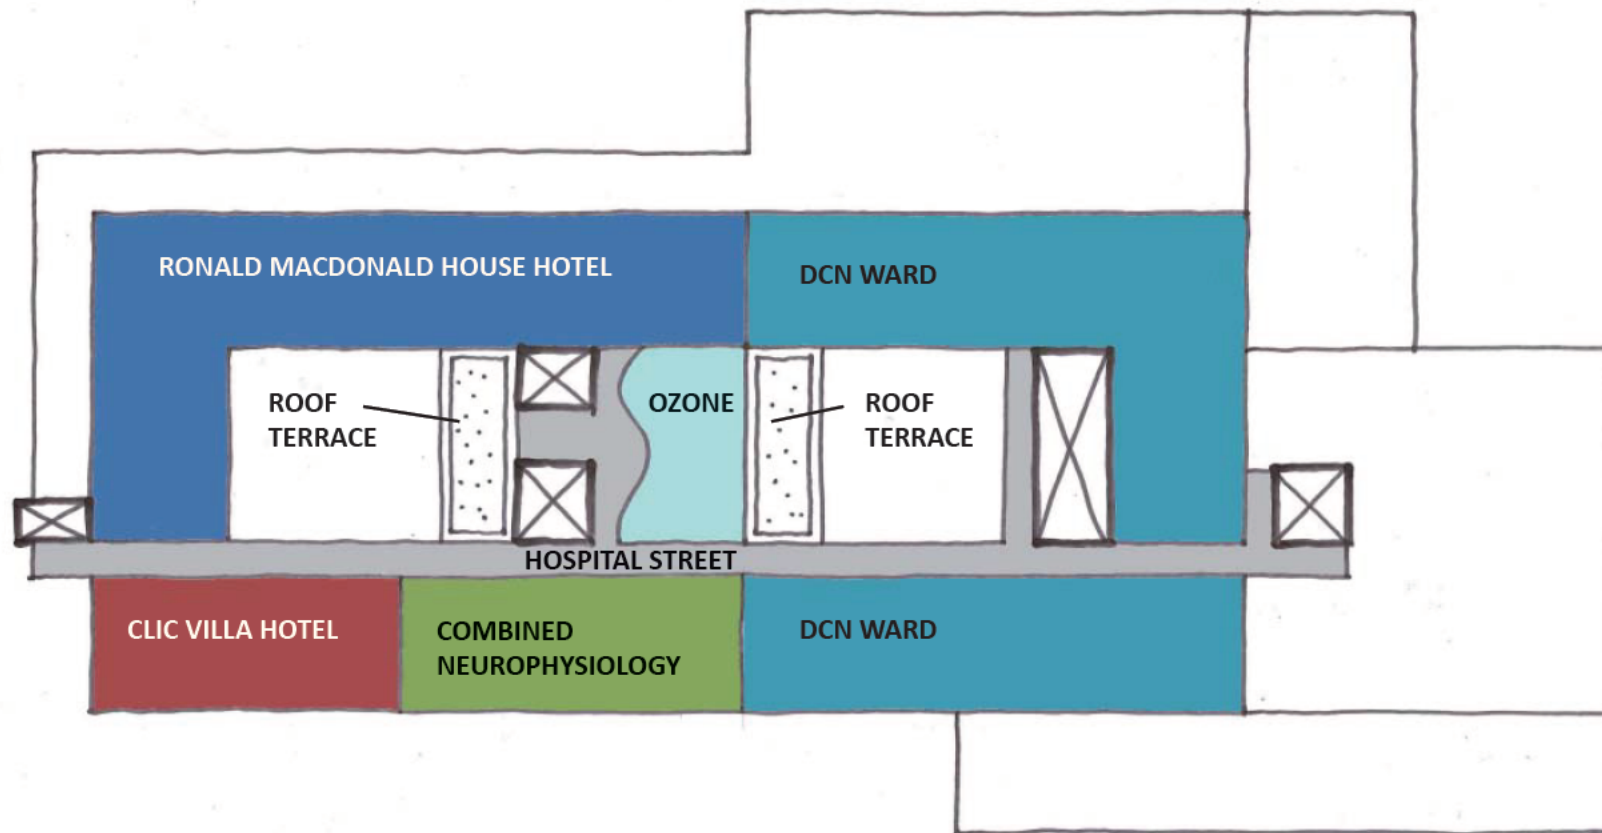 RONALD MACDONALD HOUSE HOTEL
DCN WARD
ROOF
TERRACE
OZONE
ROOF
TERRACE
HOSPITAL STREET
CLIC VILLA HOTEL
COMBINED
NEUROPHYSIOLOGY
DCN WARD